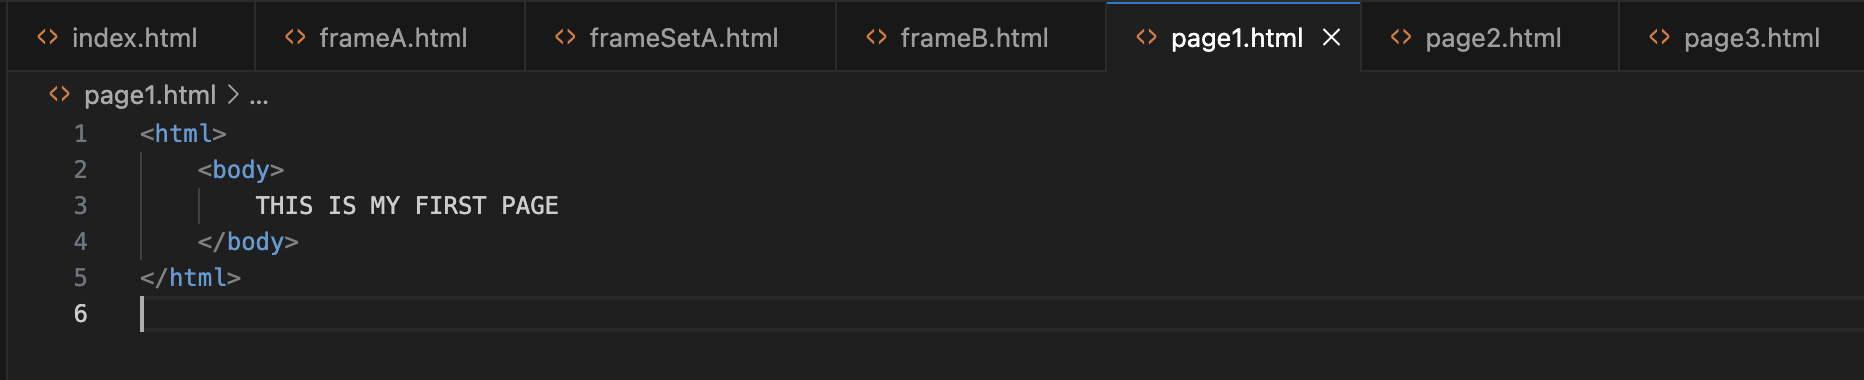 <> index.html <> frameA.html <> frameSetA.html <> frameB.html <> page1.html × <> page2.html <> page3.html
<> page1.html > ...
1 <html>
2     <body>
3         THIS IS MY FIRST PAGE
4     </body>
5 </html>
6